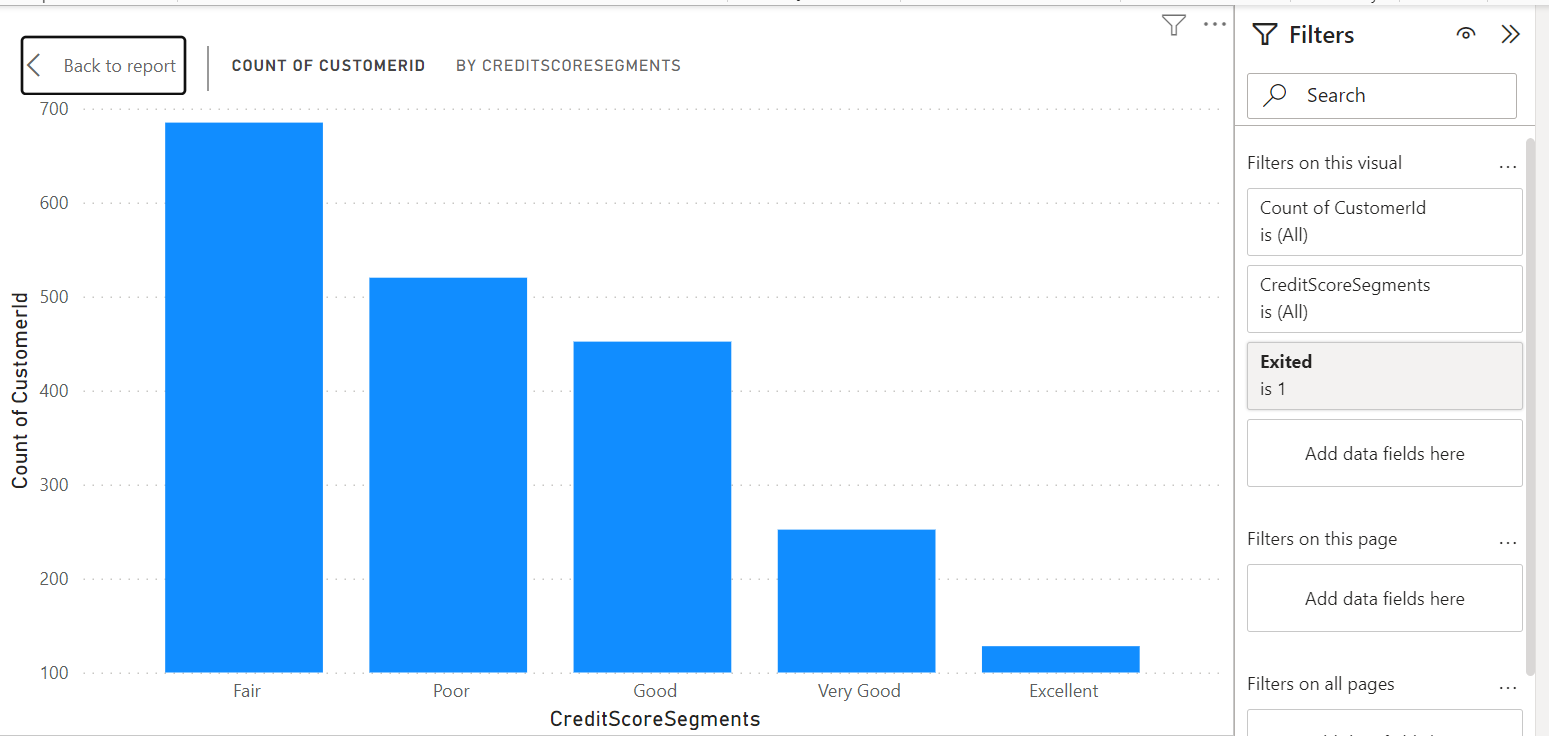 Back to report
COUNT OF CUSTOMERID
BY CREDITSCORESEGMENTS
700
600
500
400
300
200
100
Count of CustomerId
Fair
Poor
Good
Very Good
Excellent
CreditScoreSegments
Filters
Search
Filters on this visual
...
Count of CustomerId
is (All)
CreditScoreSegments
is (All)
Exited
is 1
Add data fields here
Filters on this page
...
Add data fields here
Filters on all pages
...